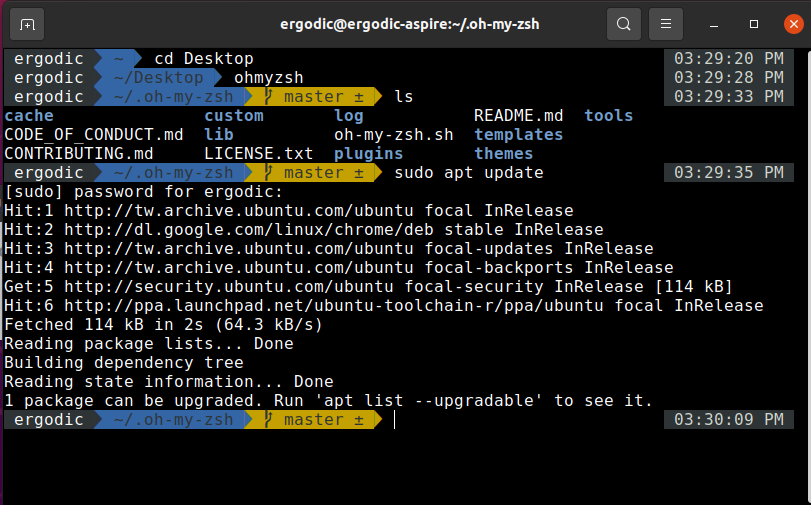 ergodic@ergodic-aspire:~/.oh-my-zsh
ergodic ~ cd Desktop 03:29:20 PM
ergodic ~/Desktop ohmyzsh 03:29:28 PM
ergodic ~/.oh-my-zsh master ± ls 03:29:33 PM
cache custom log README.md tools
CODE_OF_CONDUCT.md lib oh-my-zsh.sh templates
CONTRIBUTING.md LICENSE.txt plugins themes
ergodic ~/.oh-my-zsh master ± sudo apt update 03:29:35 PM
[sudo] password for ergodic:
Hit:1 http://tw.archive.ubuntu.com/ubuntu focal InRelease
Hit:2 http://dl.google.com/linux/chrome/deb stable InRelease
Hit:3 http://tw.archive.ubuntu.com/ubuntu focal-updates InRelease
Hit:4 http://tw.archive.ubuntu.com/ubuntu focal-backports InRelease
Get:5 http://security.ubuntu.com/ubuntu focal-security InRelease [114 kB]
Hit:6 http://ppa.launchpad.net/ubuntu-toolchain-r/ppa/ubuntu focal InRelease
Fetched 114 kB in 2s (64.3 kB/s)
Reading package lists... Done
Building dependency tree
Reading state information... Done
1 package can be upgraded. Run 'apt list --upgradable' to see it.
ergodic ~/.oh-my-zsh master ± 03:30:09 PM